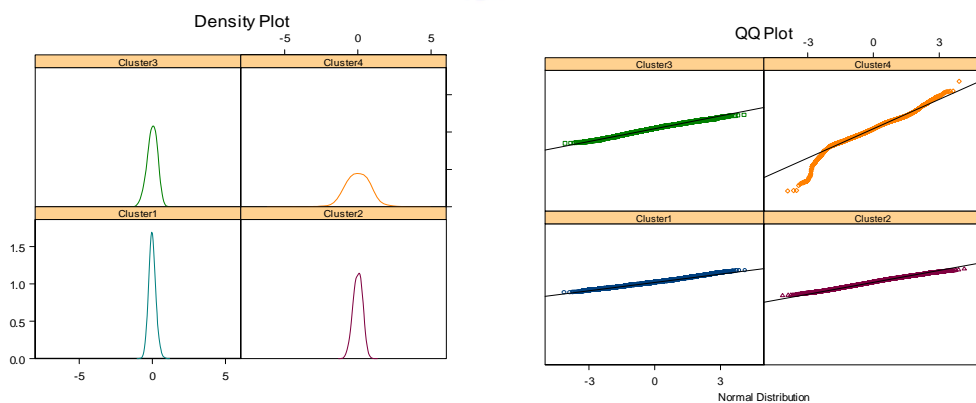 Density Plot
-5 0 5
Cluster3 Cluster4
Cluster1 Cluster2
1.5
1.0
0.5
0.0
-5 0 5
QQ Plot
-3 0 3
Cluster3 Cluster4
Cluster1 Cluster2
-3 0 3
Normal Distribution